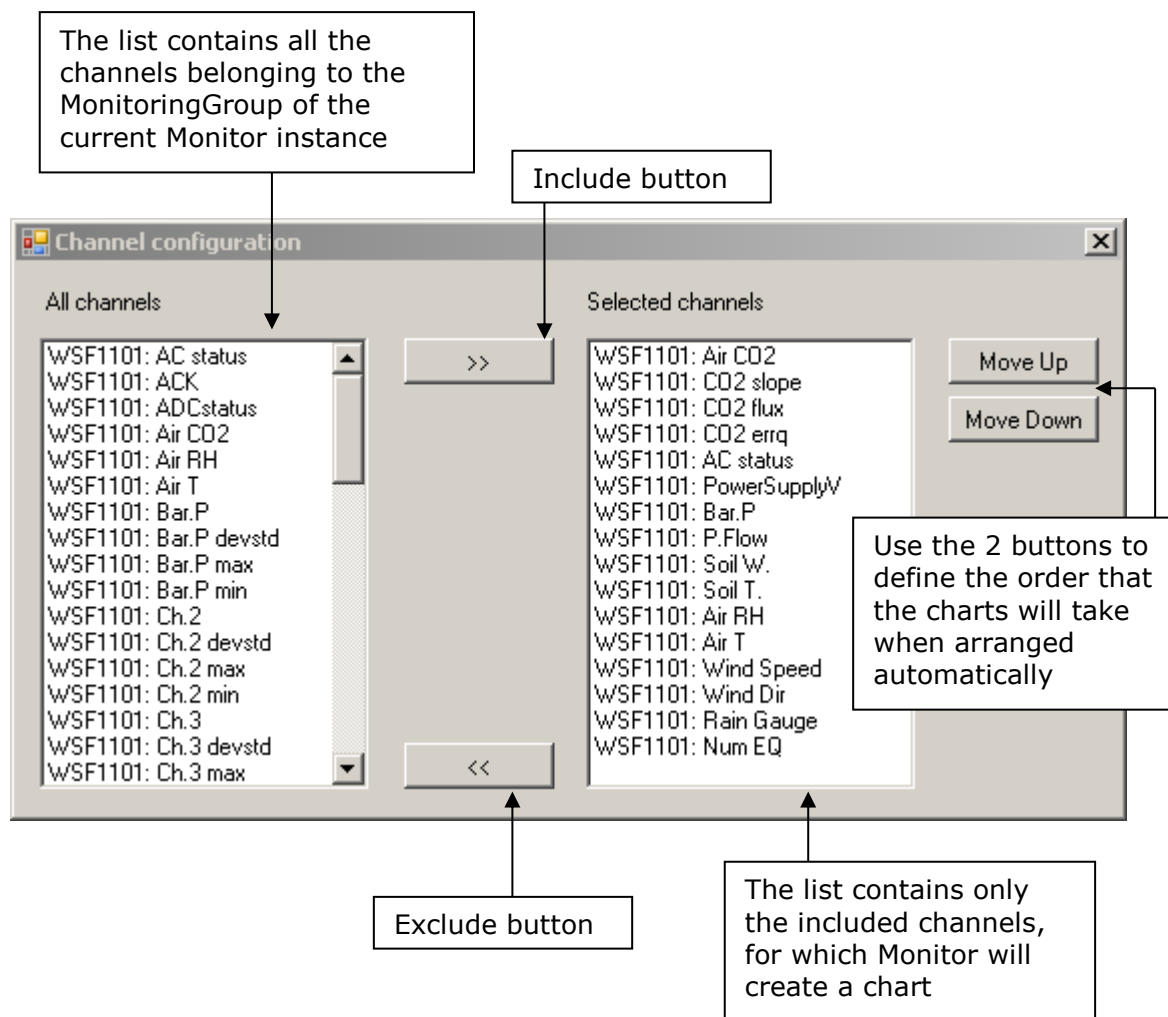 The list contains all the
channels belonging to the
MonitoringGroup of the
current Monitor instance
Include button
Channel configuration
All channels
Selected channels
WSF1101: AC status
WSF1101: ACK
WSF1101: ADCstatus
WSF1101: Air CO2
WSF1101: Air RH
WSF1101: Air T
WSF1101: Bar.P
WSF1101: Bar.P devstd
WSF1101: Bar.P max
WSF1101: Bar.P min
WSF1101: Ch.2
WSF1101: Ch.2 devstd
WSF1101: Ch.2 max
WSF1101: Ch.2 min
WSF1101: Ch.3
WSF1101: Ch.3 devstd
WSF1101: Ch.3 max
>>
<<
WSF1101: Air CO2
WSF1101: CO2 slope
WSF1101: CO2 flux
WSF1101: CO2 errq
WSF1101: AC status
WSF1101: PowerSupplyV
WSF1101: Bar.P
WSF1101: P.Flow
WSF1101: Soil W.
WSF1101: Soil T.
WSF1101: Air RH
WSF1101: Air T
WSF1101: Wind Speed
WSF1101: Wind Dir
WSF1101: Rain Gauge
WSF1101: Num EQ
Move Up
Move Down
Use the 2 buttons to
define the order that
the charts will take
when arranged
automatically
Exclude button
The list contains only
the included channels,
for which Monitor will
create a chart